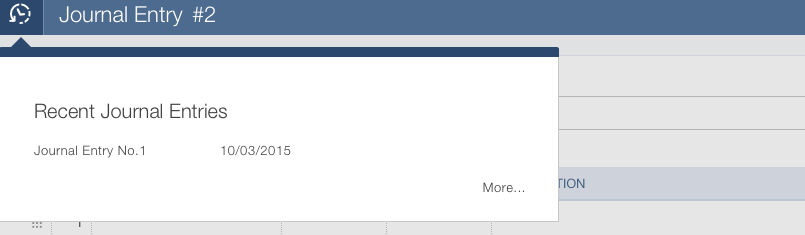 Journal Entry #2
Recent Journal Entries
Journal Entry No.1 10/03/2015
More...
TION